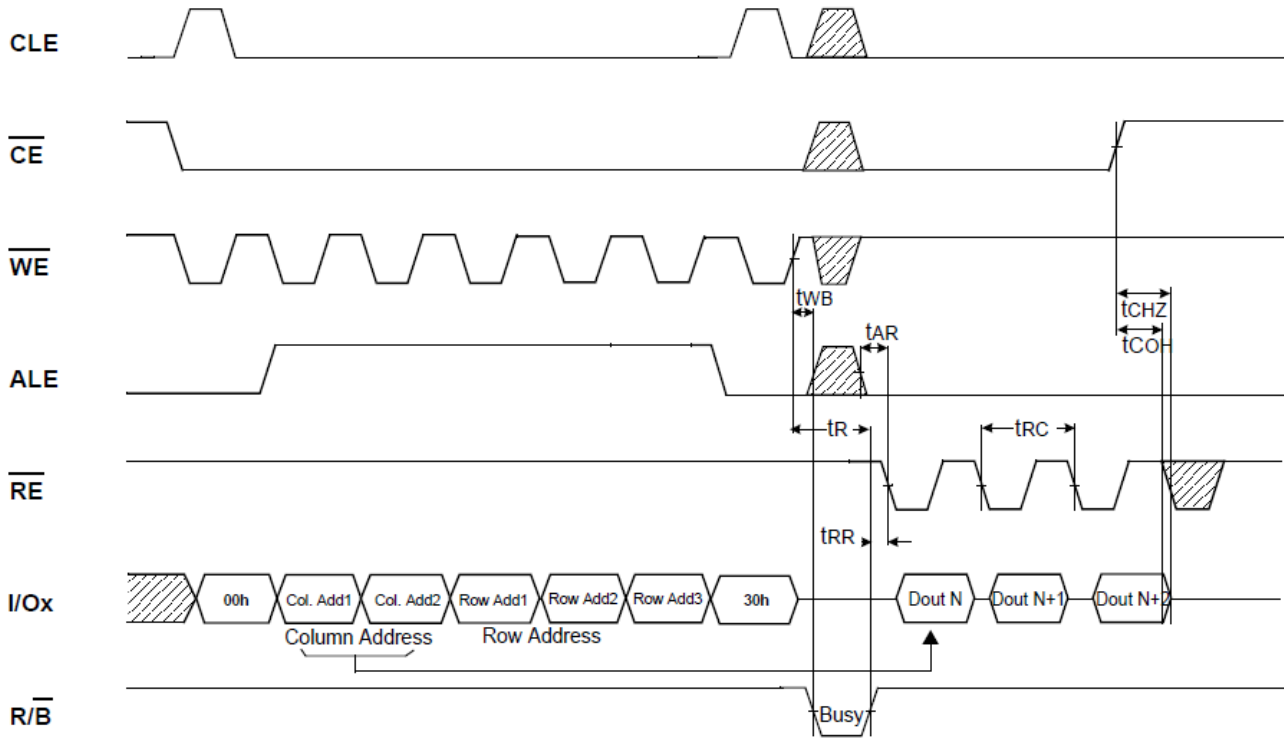 CLE
CE
WE
tWB
tCHZ
tAR
tCOH
ALE
tR
tRC
RE
tRR
I/Ox
00h
Col. Add1
Col. Add2
Row Add1
Row Add2
Row Add3
30h
Dout N
Dout N+1
Dout N+2
Column Address
Row Address
R/B
Busy